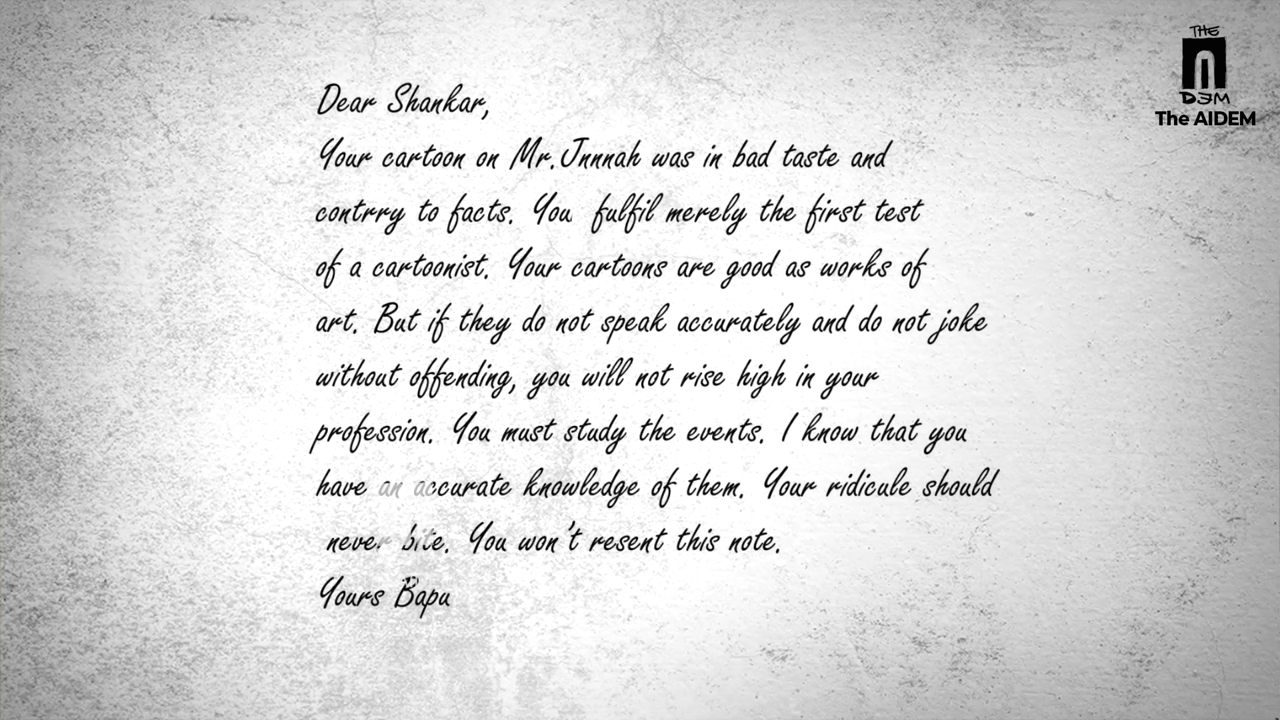 THE
DEM
The AIDEM
Dear Shankar,
Your cartoon on Mr.Jnnnah was in bad taste and
contrry to facts. You fulfil merely the first test
of a cartoonist. Your cartoons are good as works of
art. But if they do not speak accurately and do not joke
without offending, you will not rise high in your
profession. You must study the events. I know that you
have an accurate knowledge of them. Your ridicule should
never bite. You won't resent this note.
Yours Bapu